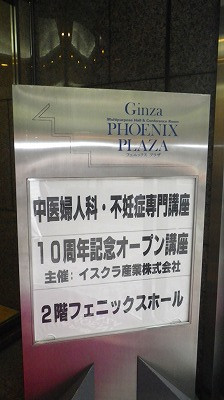 Ginza
Multipurpose Hall & Conference Room
PHOENIX
PLAZA
フェニックス プラザ
中医婦人科・不妊症専門講座
10周年記念オープン講座
主催：イスクラ産業株式会社
2階フェニックスホール